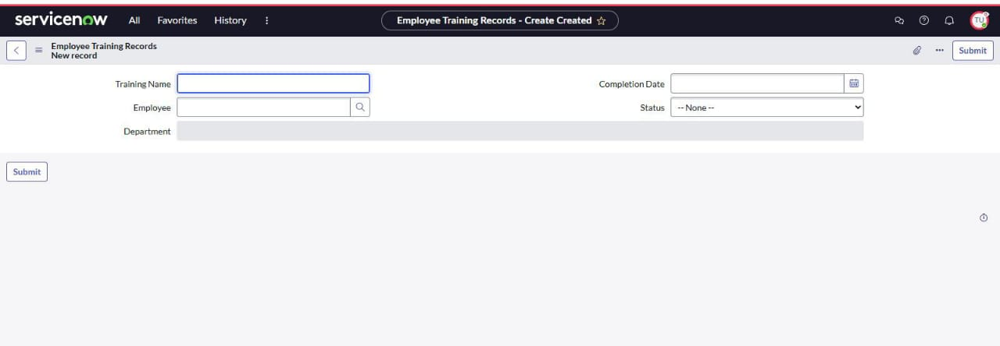 servicenow All Favorites History Employee Training Records - Create Created TU
Employee Training Records
New record
Submit
Training Name
Completion Date
Employee
Status -- None --
Department
Submit